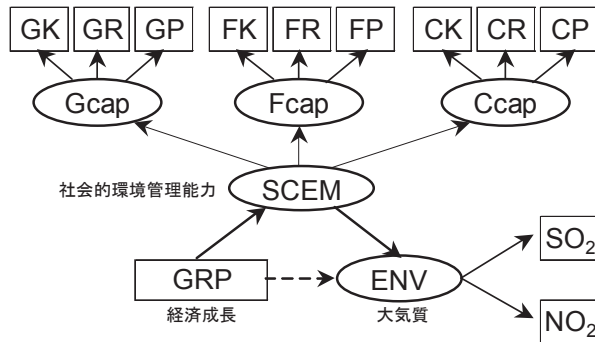 GK GR GP FK FR FP CK CR CP
Gcap Fcap Ccap
社会的環境管理能力 SCEM
SO₂
GRP ENV
経済成長 大気質
NO₂